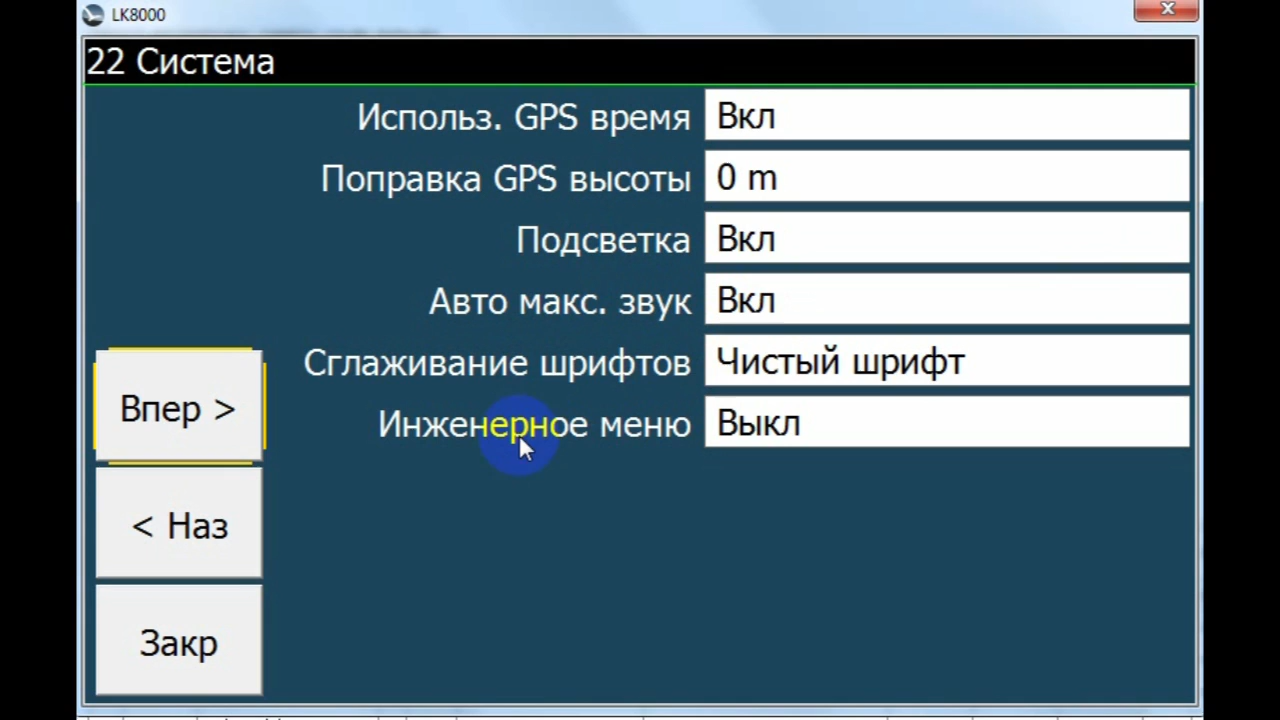 LK8000
22 Система
Использ. GPS время Вкл
Поправка GPS высоты 0 m
Подсветка Вкл
Авто макс. звук Вкл
Сглаживание шрифтов Чистый шрифт
Инженерное меню Выкл
Впер >
< Наз
Закр